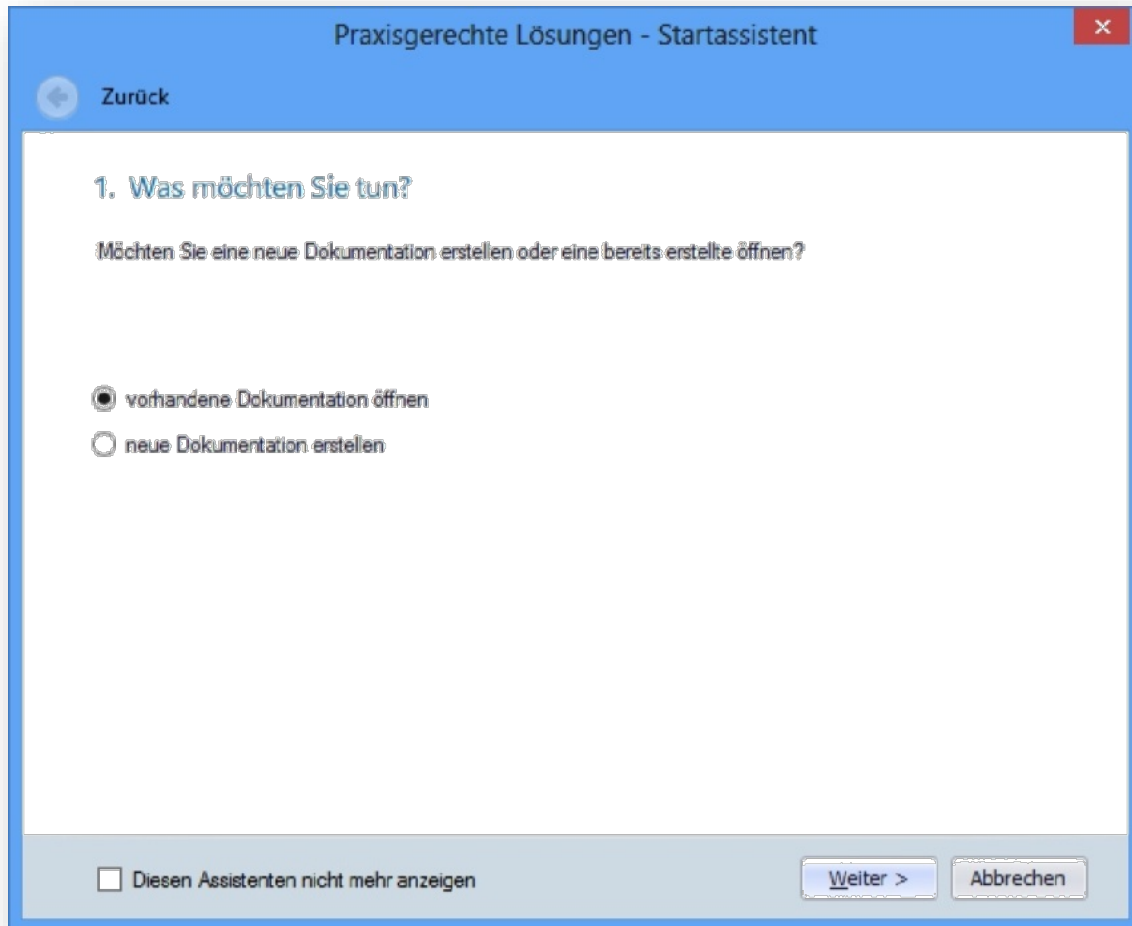 Praxisgerechte Lösungen - Startassistent
Zurück
1. Was möchten Sie tun?
Möchten Sie eine neue Dokumentation erstellen oder eine bereits erstellte öffnen?
vorhandene Dokumentation öffnen
neue Dokumentation erstellen
Diesen Assistenten nicht mehr anzeigen
Weiter >
Abbrechen